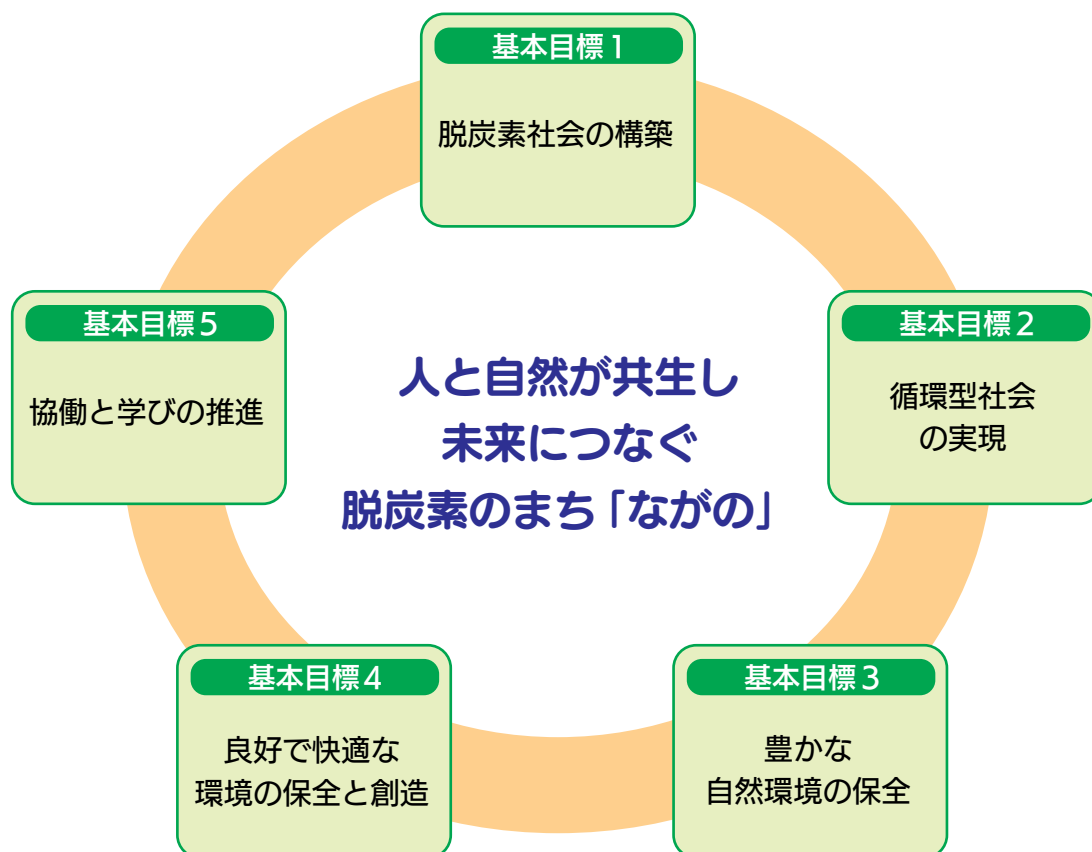 基本目標1
脱炭素社会の構築
基本目標2
循環型社会
の実現
基本目標3
豊かな
自然環境の保全
基本目標4
良好で快適な
環境の保全と創造
基本目標5
協働と学びの推進
人と自然が共生し
未来につなぐ
脱炭素のまち「ながの」